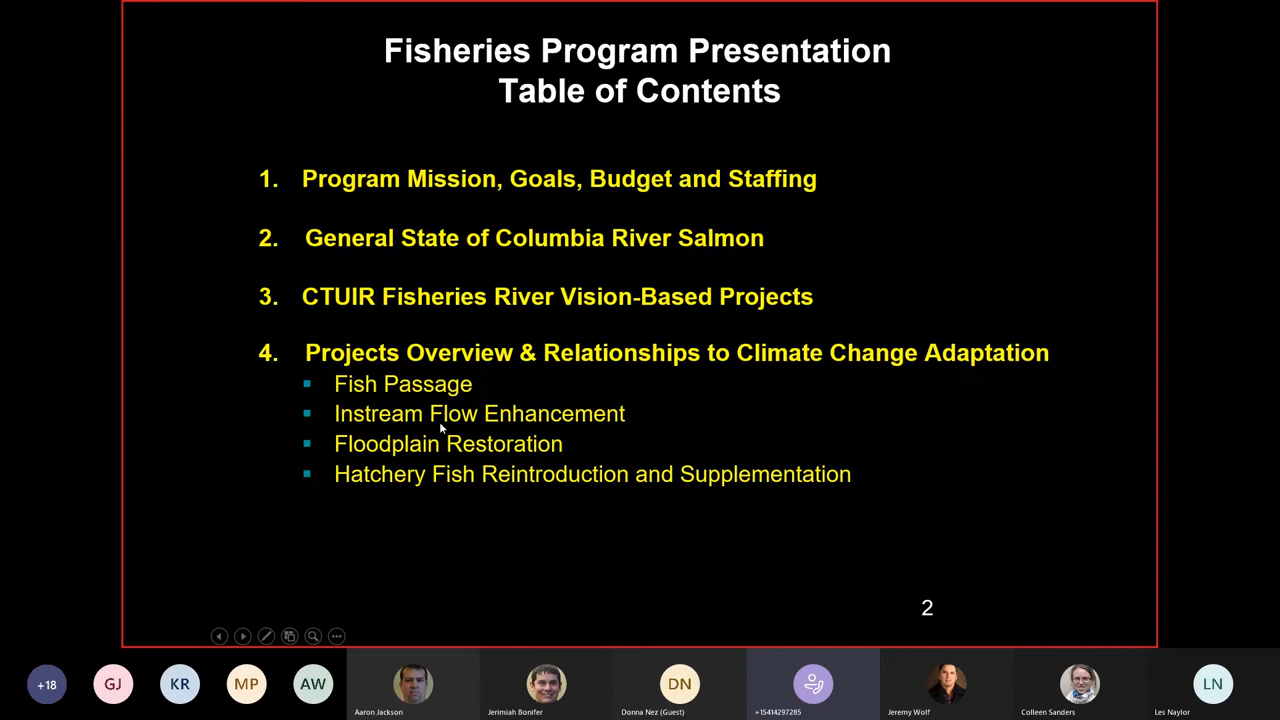 Fisheries Program Presentation
Table of Contents
1. Program Mission, Goals, Budget and Staffing
2. General State of Columbia River Salmon
3. CTUIR Fisheries River Vision-Based Projects
4. Projects Overview & Relationships to Climate Change Adaptation
▪ Fish Passage
▪ Instream Flow Enhancement
▪ Floodplain Restoration
▪ Hatchery Fish Reintroduction and Supplementation
2
+18
GJ
KR
MP
AW
DN
LN
Aaron Jackson
Jerimiah Bonifer
Donna Nez (Guest)
+15414297285
Jeremy Wolf
Colleen Sanders
Les Naylor